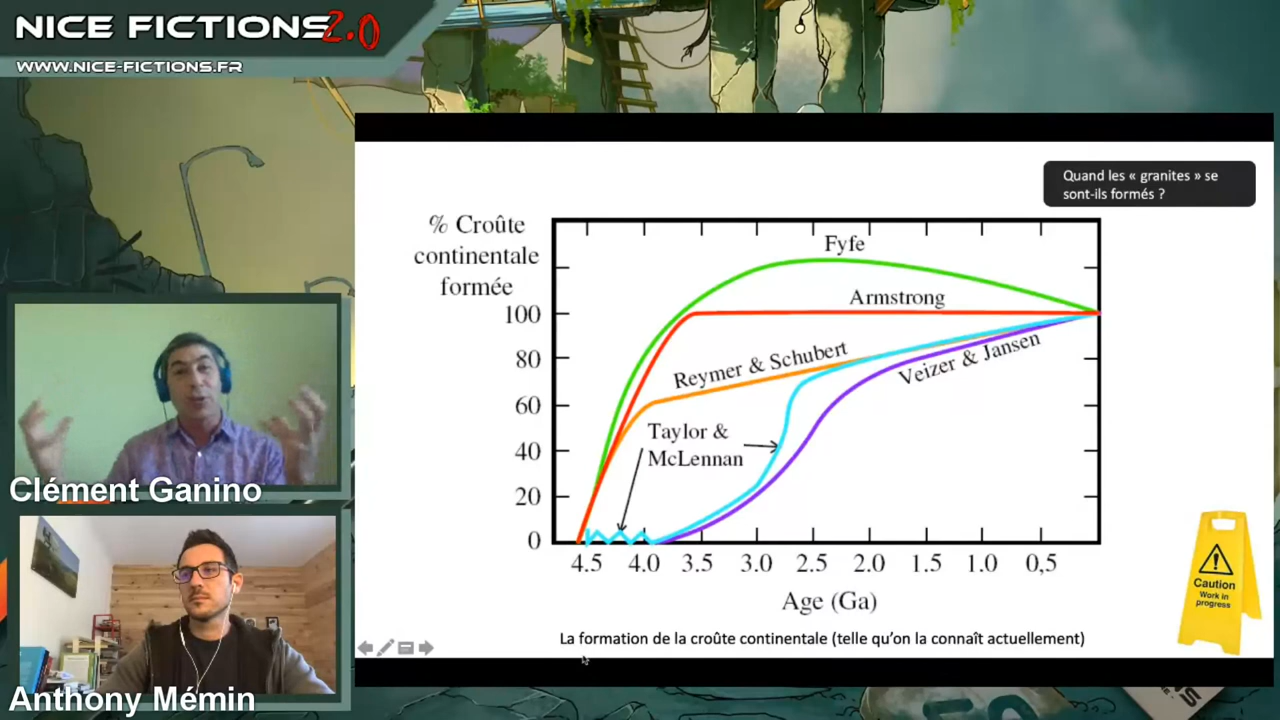 NICE FICTIONS 2.0
WWW.NICE-FICTIONS.FR
Quand les « granites » se
sont-ils formés ?
% Croûte
continentale
formée
Fyfe
Armstrong
Reymer & Schubert
Veizer & Jansen
Taylor &
McLennan
100
80
60
40
20
0
4.5 4.0 3.5 3.0 2.5 2.0 1.5 1.0 0,5
Age (Ga)
La formation de la croûte continentale (telle qu'on la connaît actuellement)
Caution
Work in
progress
Clément Ganino
Anthony Mémin